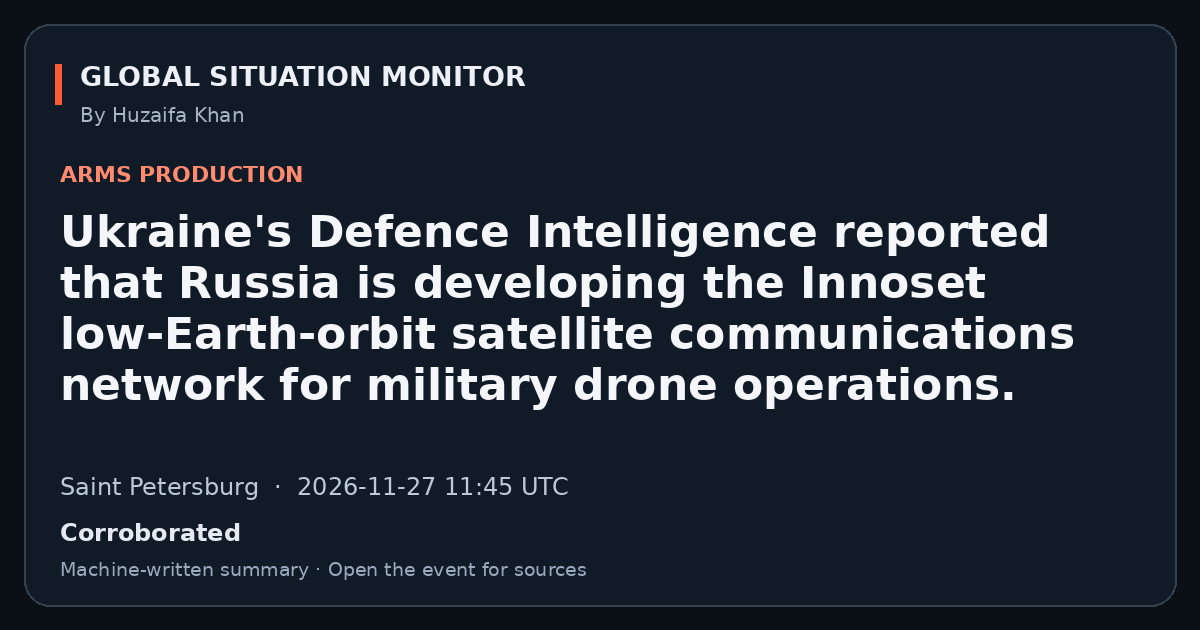 GLOBAL SITUATION MONITOR
By Huzaifa Khan
ARMS PRODUCTION
Ukraine's Defence Intelligence reported
that Russia is developing the Innoset
low-Earth-orbit satellite communications
network for military drone operations.
Saint Petersburg · 2026-11-27 11:45 UTC
Corroborated
Machine-written summary · Open the event for sources